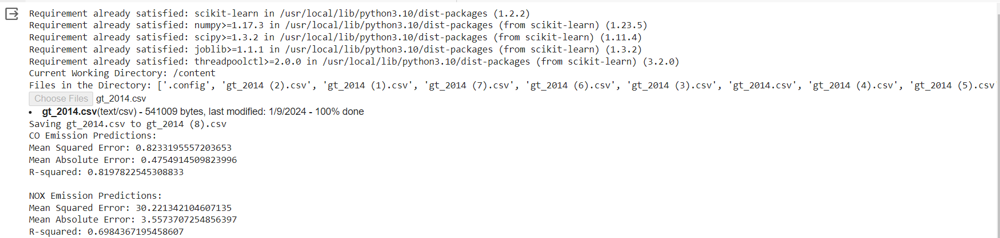 Requirement already satisfied: scikit-learn in /usr/local/lib/python3.10/dist-packages (1.2.2)
Requirement already satisfied: numpy>=1.17.3 in /usr/local/lib/python3.10/dist-packages (from scikit-learn) (1.23.5)
Requirement already satisfied: scipy>=1.3.2 in /usr/local/lib/python3.10/dist-packages (from scikit-learn) (1.11.4)
Requirement already satisfied: joblib>=1.1.1 in /usr/local/lib/python3.10/dist-packages (from scikit-learn) (1.3.2)
Requirement already satisfied: threadpoolctl>=2.0.0 in /usr/local/lib/python3.10/dist-packages (from scikit-learn) (3.2.0)
Current Working Directory: /content
Files in the Directory: ['.config', 'gt_2014 (2).csv', 'gt_2014 (1).csv', 'gt_2014 (7).csv', 'gt_2014 (6).csv', 'gt_2014 (3).csv', 'gt_2014.csv', 'gt_2014 (4).csv', 'gt_2014 (5).csv
Choose Files gt_2014.csv
• gt_2014.csv(text/csv) - 541009 bytes, last modified: 1/9/2024 - 100% done
Saving gt_2014.csv to gt_2014 (8).csv
CO Emission Predictions:
Mean Squared Error: 0.8233195557203653
Mean Absolute Error: 0.4754914509823996
R-squared: 0.8197822545308833
NOX Emission Predictions:
Mean Squared Error: 30.221342104607135
Mean Absolute Error: 3.5573707254856397
R-squared: 0.6984367195458607